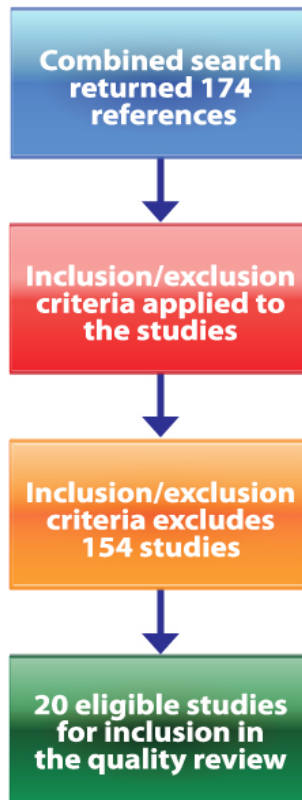 Combined search
returned 174
references
Inclusion/exclusion
criteria applied to
the studies
Inclusion/exclusion
criteria excludes
154 studies
20 eligible studies
for inclusion in
the quality review